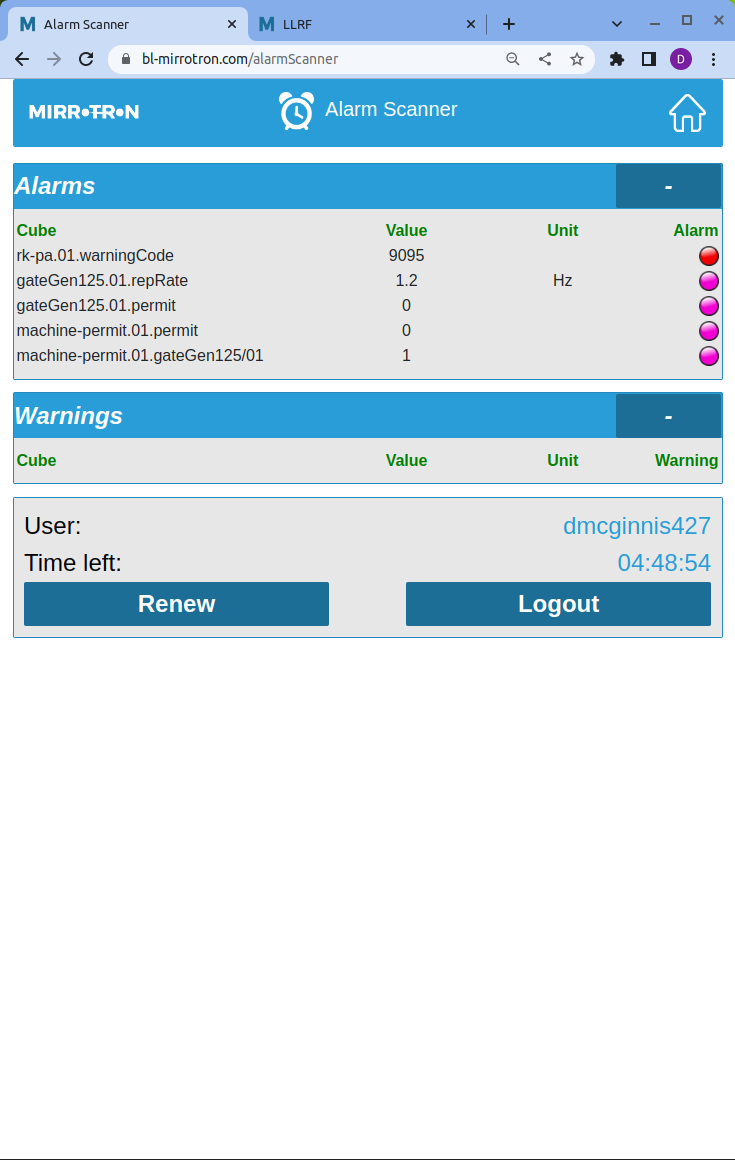 Alarm Scanner
LLRF
bl-mirrotron.com/alarmScanner
D
MIRROTRON
Alarm Scanner
Alarms -
Cube Value Unit Alarm
rk-pa.01.warningCode 9095
gateGen125.01.repRate 1.2 Hz
gateGen125.01.permit 0
machine-permit.01.permit 0
machine-permit.01.gateGen125/01 1
Warnings -
Cube Value Unit Warning
User: dmcginnis427
Time left: 04:48:54
Renew Logout